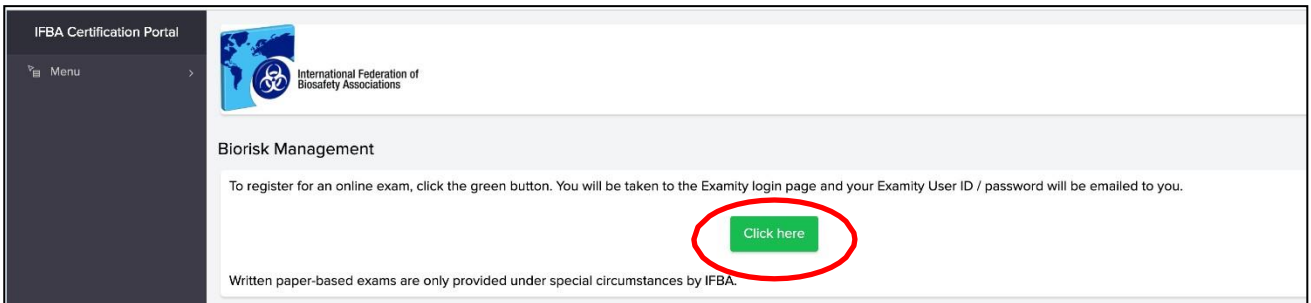 IFBA Certification Portal
Menu
International Federation of
Biosafety Associations
Biorisk Management
To register for an online exam, click the green button. You will be taken to the Examity login page and your Examity User ID / password will be emailed to you.
Click here
Written paper-based exams are only provided under special circumstances by IFBA.